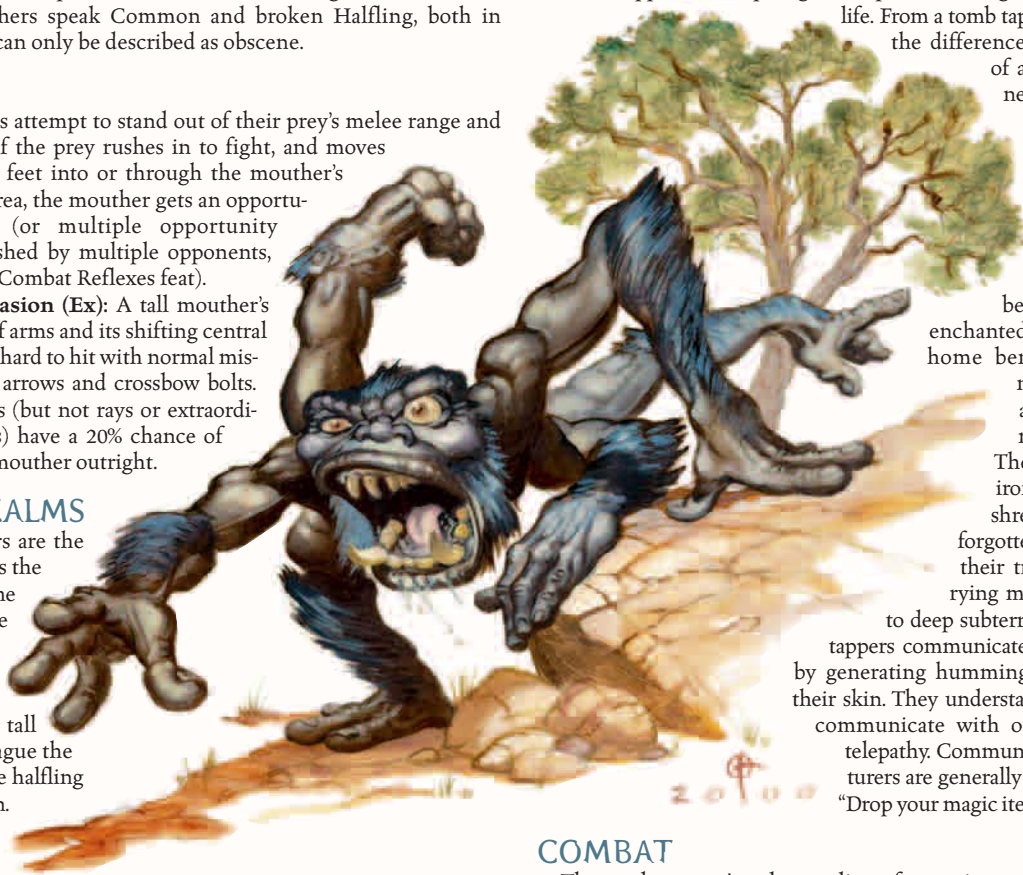 hers speak Common and broken Halfling, both in
can only be described as obscene.
s attempt to stand out of their prey's melee range and
f the prey rushes in to fight, and moves
feet into or through the mouther's
rea, the mouther gets an opportu-
(or multiple opportunity
shed by multiple opponents,
Combat Reflexes feat).
asion (Ex): A tall mouther's
f arms and its shifting central
hard to hit with normal mis-
arrows and crossbow bolts.
s (but not rays or extraordi-
s) have a 20% chance of
mouther outright.
EALMS
rs are the
s the
ne
e
tall
gue the
e halfling
n.
life. From a tomb tap
the difference
of a
ne
be
enchanted
home ben
The
iron
shre
forgotte
their tr
rying m
to deep subterr
tappers communicate
by generating humming
their skin. They understa
communicate with o
telepathy. Commun
turers are generally
"Drop your magic ite
2000
COMBAT